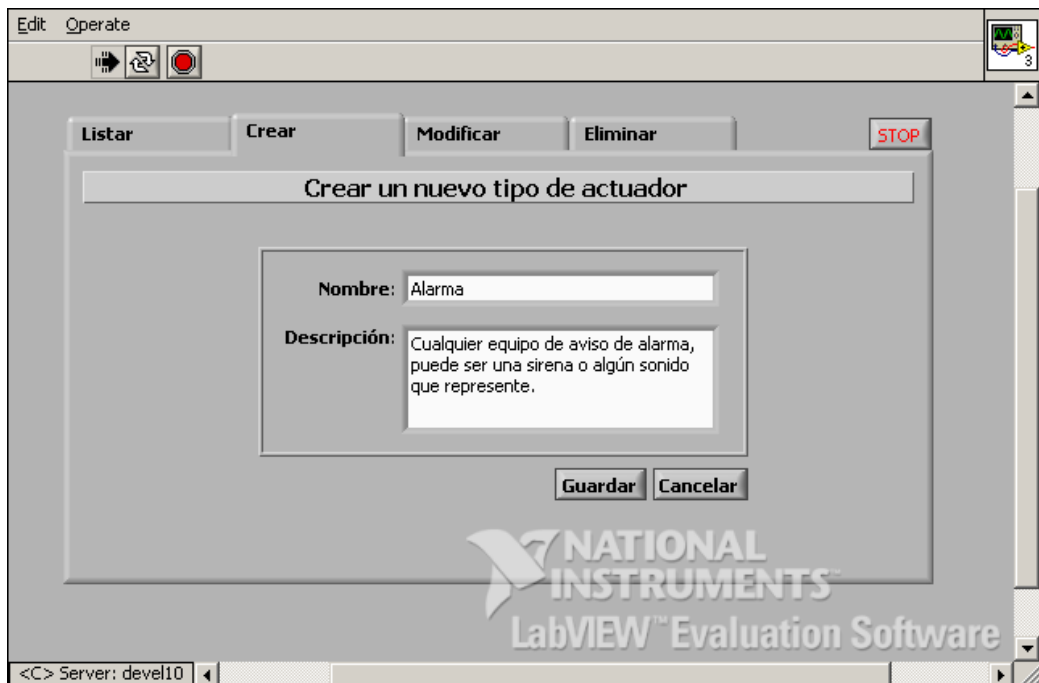 Edit Operate
3
Listar Crear Modificar Eliminar STOP
Crear un nuevo tipo de actuador
Nombre: Alarma
Descripción: Cualquier equipo de aviso de alarma,
puede ser una sirena o algún sonido
que represente.
Guardar Cancelar
NATIONAL
INSTRUMENTS™
LabVIEW™ Evaluation Software
<C> Server: devel10